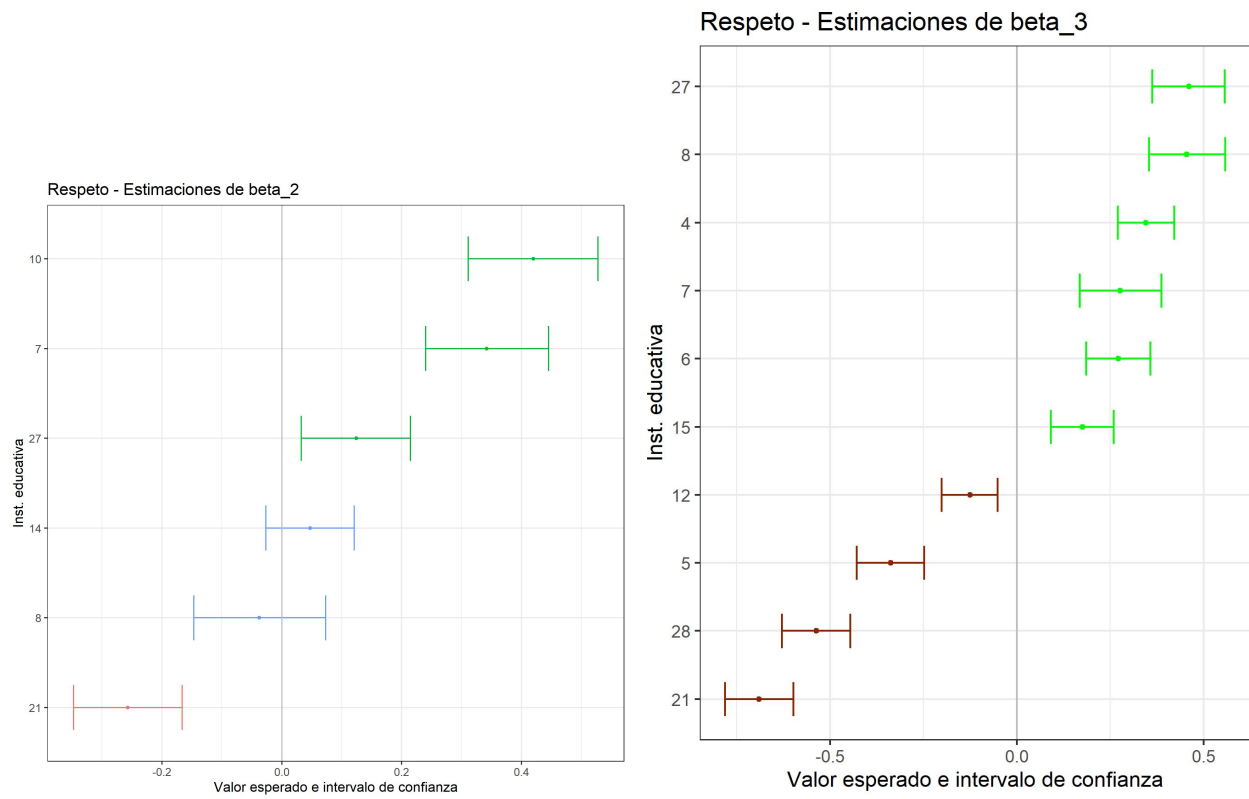 Respeto - Estimaciones de beta_2
Inst. educativa
10
7
27
14
8
21
-0.2 0.0 0.2 0.4
Valor esperado e intervalo de confianza
Respeto - Estimaciones de beta_3
Inst. educativa
27
8
4
7
6
15
12
5
28
21
-0.5 0.0 0.5
Valor esperado e intervalo de confianza